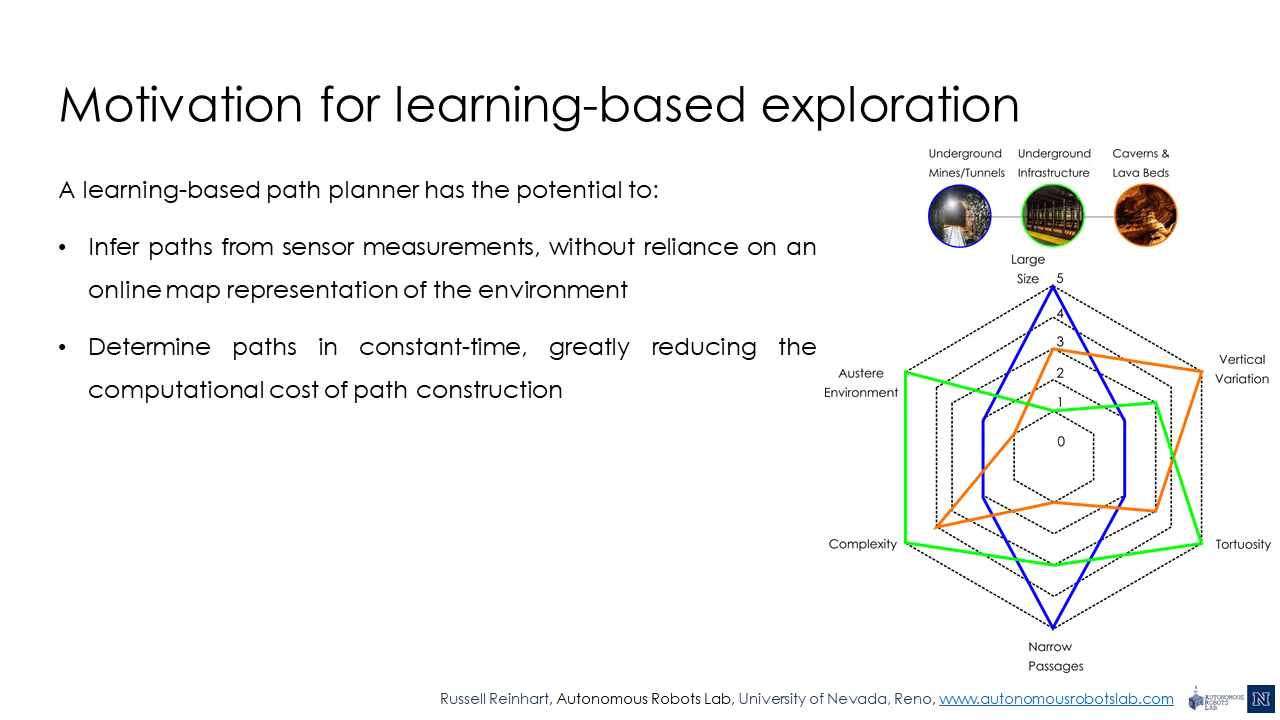 Motivation for learning-based exploration
A learning-based path planner has the potential to:
• Infer paths from sensor measurements, without reliance on an
online map representation of the environment
• Determine paths in constant-time, greatly reducing the
computational cost of path construction
Underground
Mines/Tunnels
Underground
Infrastructure
Caverns &
Lava Beds
Large
Size
5
4
3
2
1
0
Vertical
Variation
Austere
Environment
Complexity
Tortuosity
Narrow
Passages
Russell Reinhart, Autonomous Robots Lab, University of Nevada, Reno, www.autonomousrobotslab.com
AUTONOMOUS
ROBOTS
LAB
N